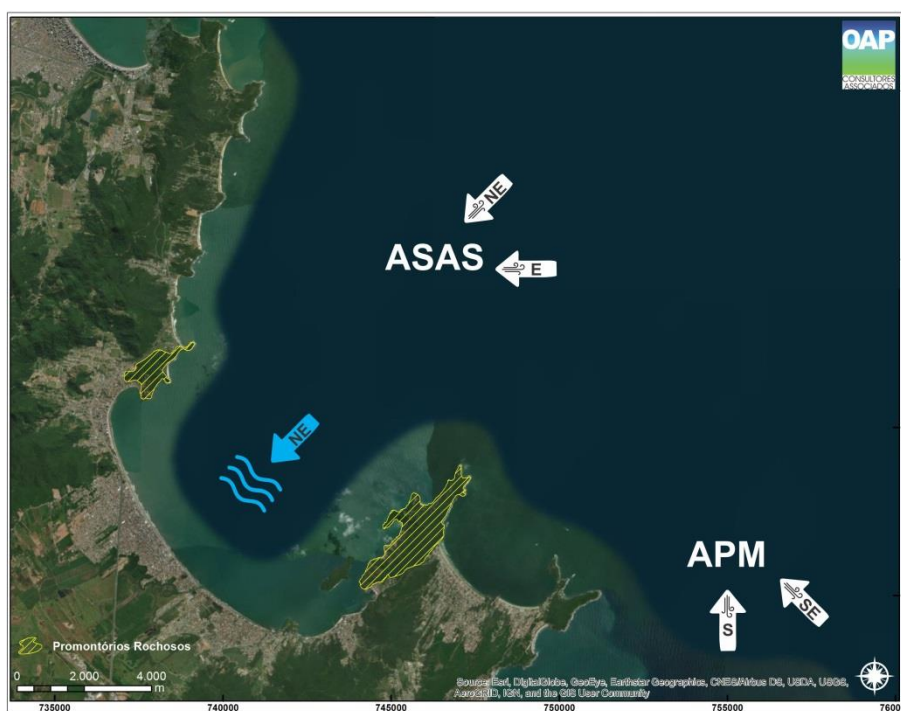 OAP
CONSULTORES
ASSOCIADOS
NE
ASAS
E
NE
APM
SE
S
Promontórios Rochosos
0 2.000 4.000
m
Source: Esri, DigitalGlobe, GeoEye, Earthstar Geographics, CNES/Airbus DS, USDA, USGS,
AeroGRID, IGN, and the GIS User Community
735000 740000 745000 750000 755000 7600